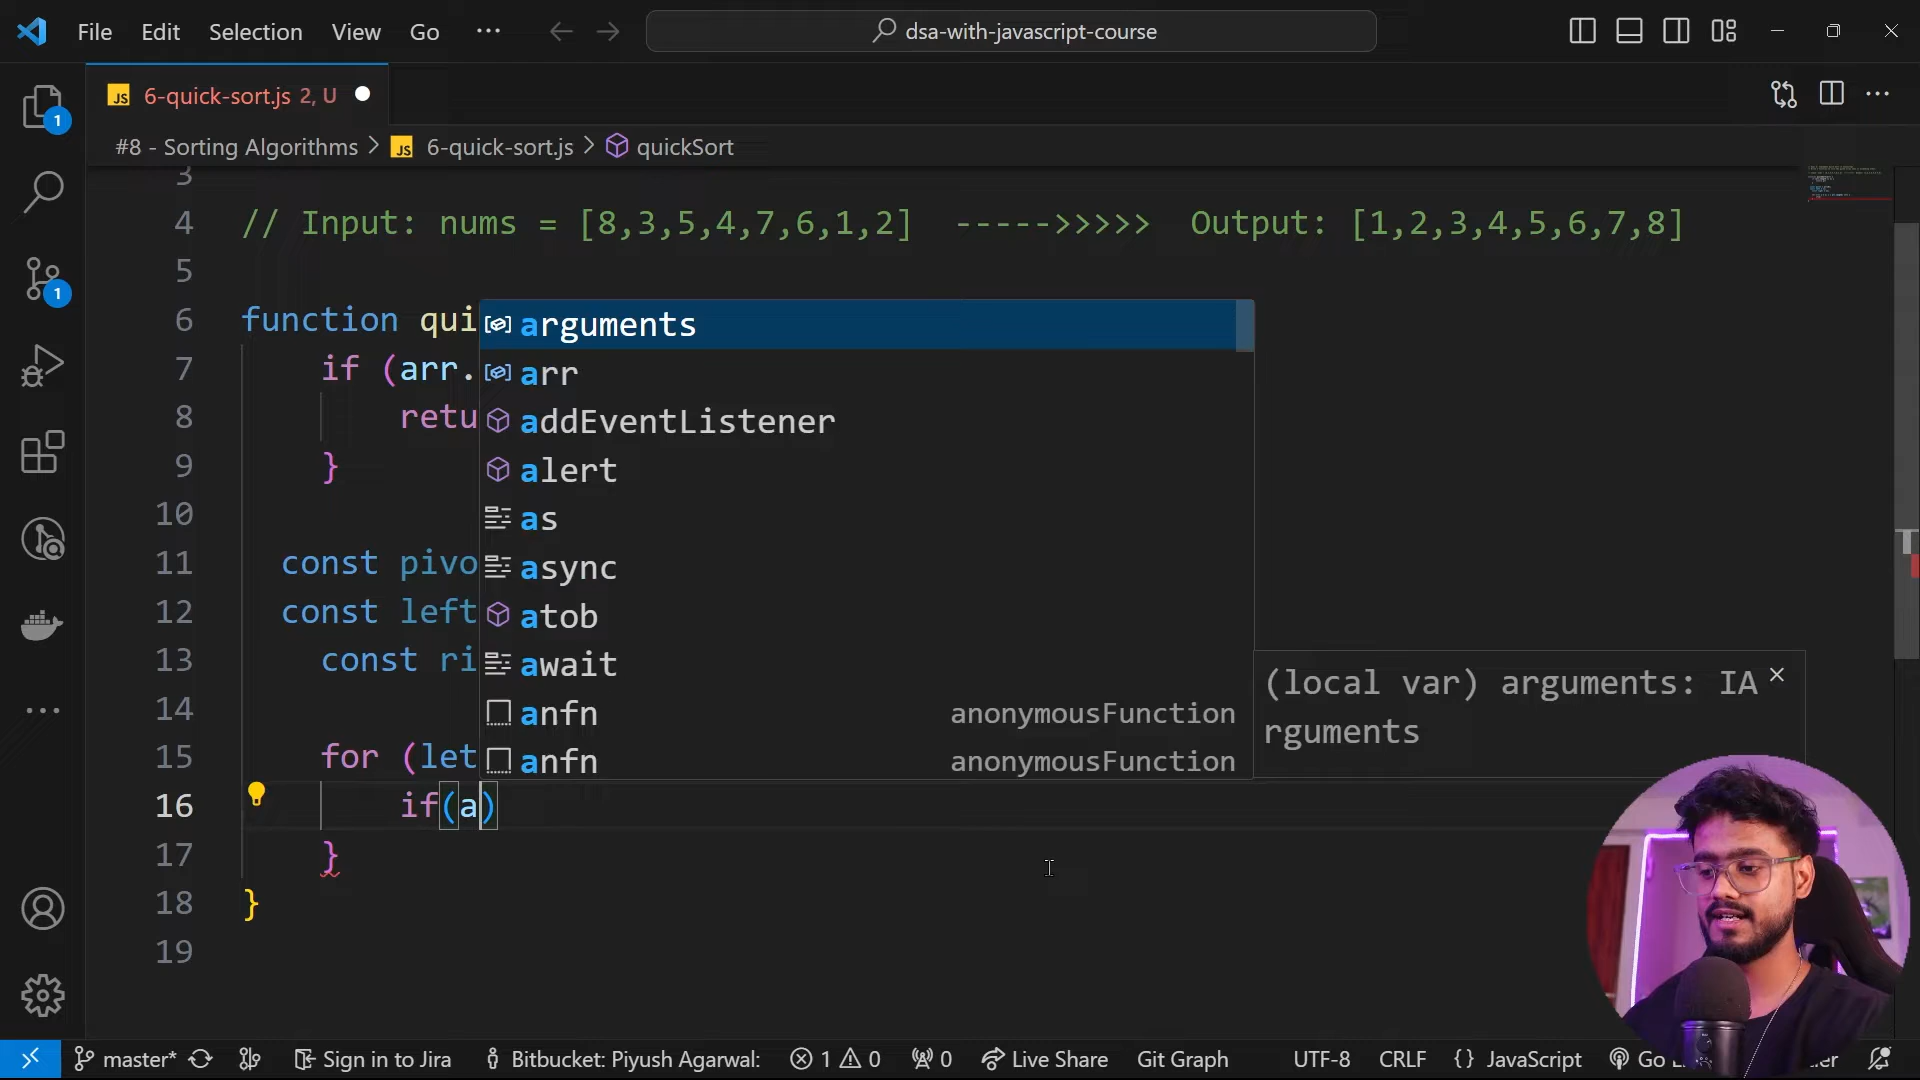 File Edit Selection View Go ··· dsa-with-javascript-course
JS 6-quick-sort.js 2, U
#8 - Sorting Algorithms > JS 6-quick-sort.js > quickSort
3
4 // Input: nums = [8,3,5,4,7,6,1,2] ----->>>>> Output: [1,2,3,4,5,6,7,8]
5
6 function qui
7 if (arr.
8 retu
9 }
10
11 const pivo
12 const left
13 const ri
14
15 for (let
16 if(a)
17 }
18 }
19
arguments
arr
addEventListener
alert
as
async
atob
await
anfn anonymousFunction
anfn anonymousFunction
(local var) arguments: IA
rguments
1
1
master* Sign in to Jira Bitbucket: Piyush Agarwal: 1 0 0 Live Share Git Graph UTF-8 CRLF {} JavaScript Go